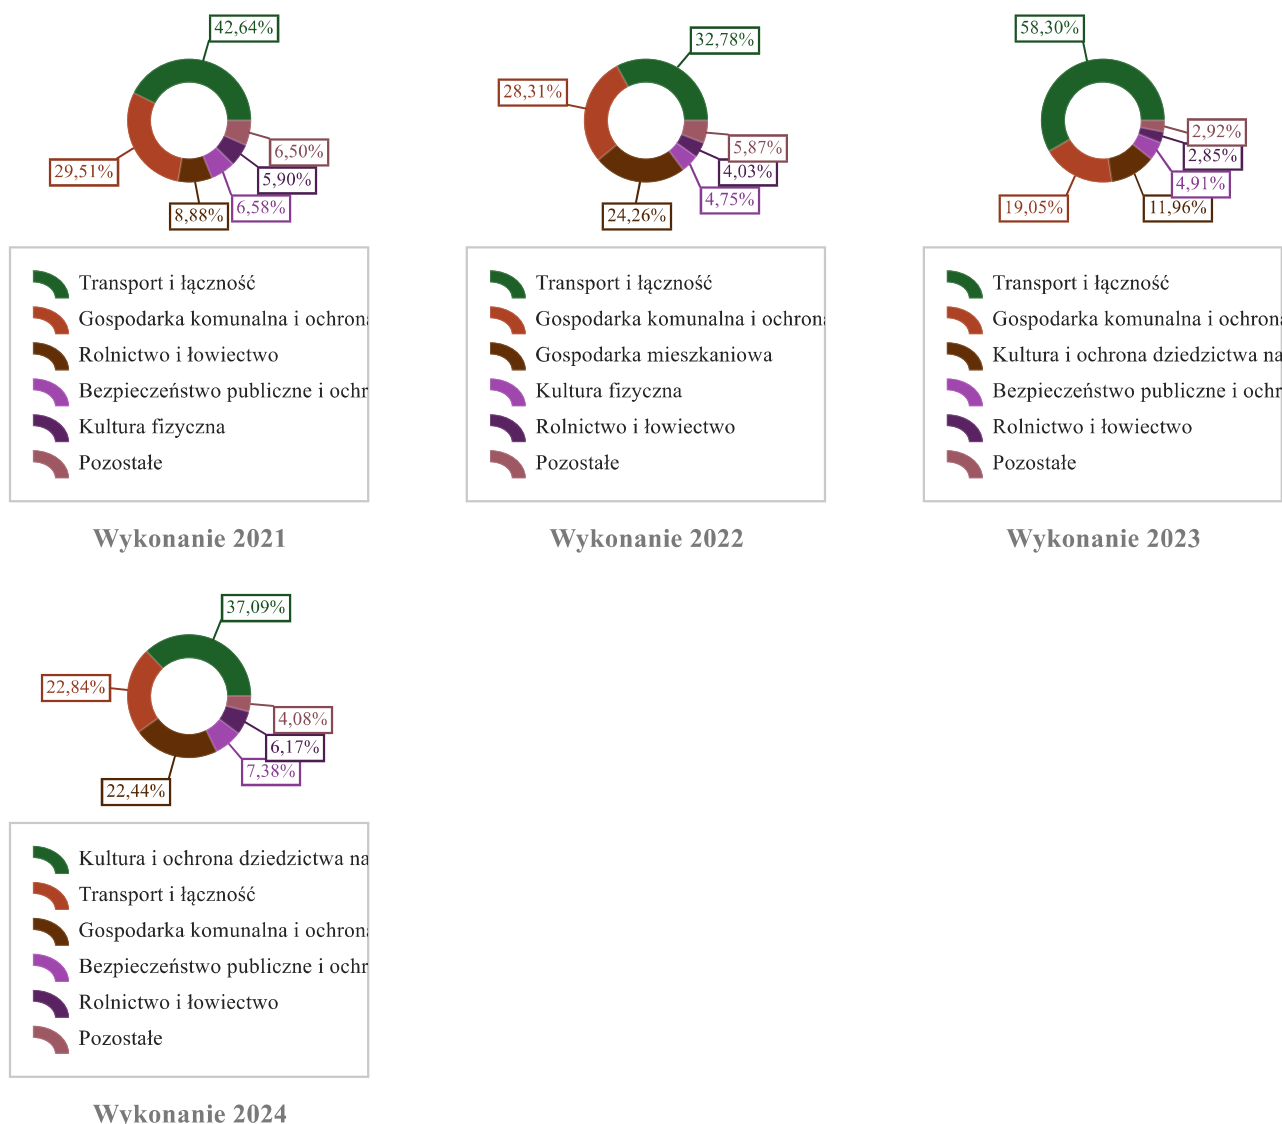 42,64%
29,51%
8,88%
6,58%
5,90%
6,50%
Transport i łączność
Gospodarka komunalna i ochrona
Rolnictwo i łowiectwo
Bezpieczeństwo publiczne i ochr
Kultura fizyczna
Pozostałe
Wykonanie 2021
32,78%
28,31%
24,26%
4,75%
4,03%
5,87%
Transport i łączność
Gospodarka komunalna i ochrona
Gospodarka mieszkaniowa
Kultura fizyczna
Rolnictwo i łowiectwo
Pozostałe
Wykonanie 2022
58,30%
19,05%
11,96%
4,91%
2,85%
2,92%
Transport i łączność
Gospodarka komunalna i ochrona
Kultura i ochrona dziedzictwa na
Bezpieczeństwo publiczne i ochr
Rolnictwo i łowiectwo
Pozostałe
Wykonanie 2023
37,09%
22,84%
22,44%
7,38%
6,17%
4,08%
Kultura i ochrona dziedzictwa na
Transport i łączność
Gospodarka komunalna i ochrona
Bezpieczeństwo publiczne i ochr
Rolnictwo i łowiectwo
Pozostałe
Wykonanie 2024